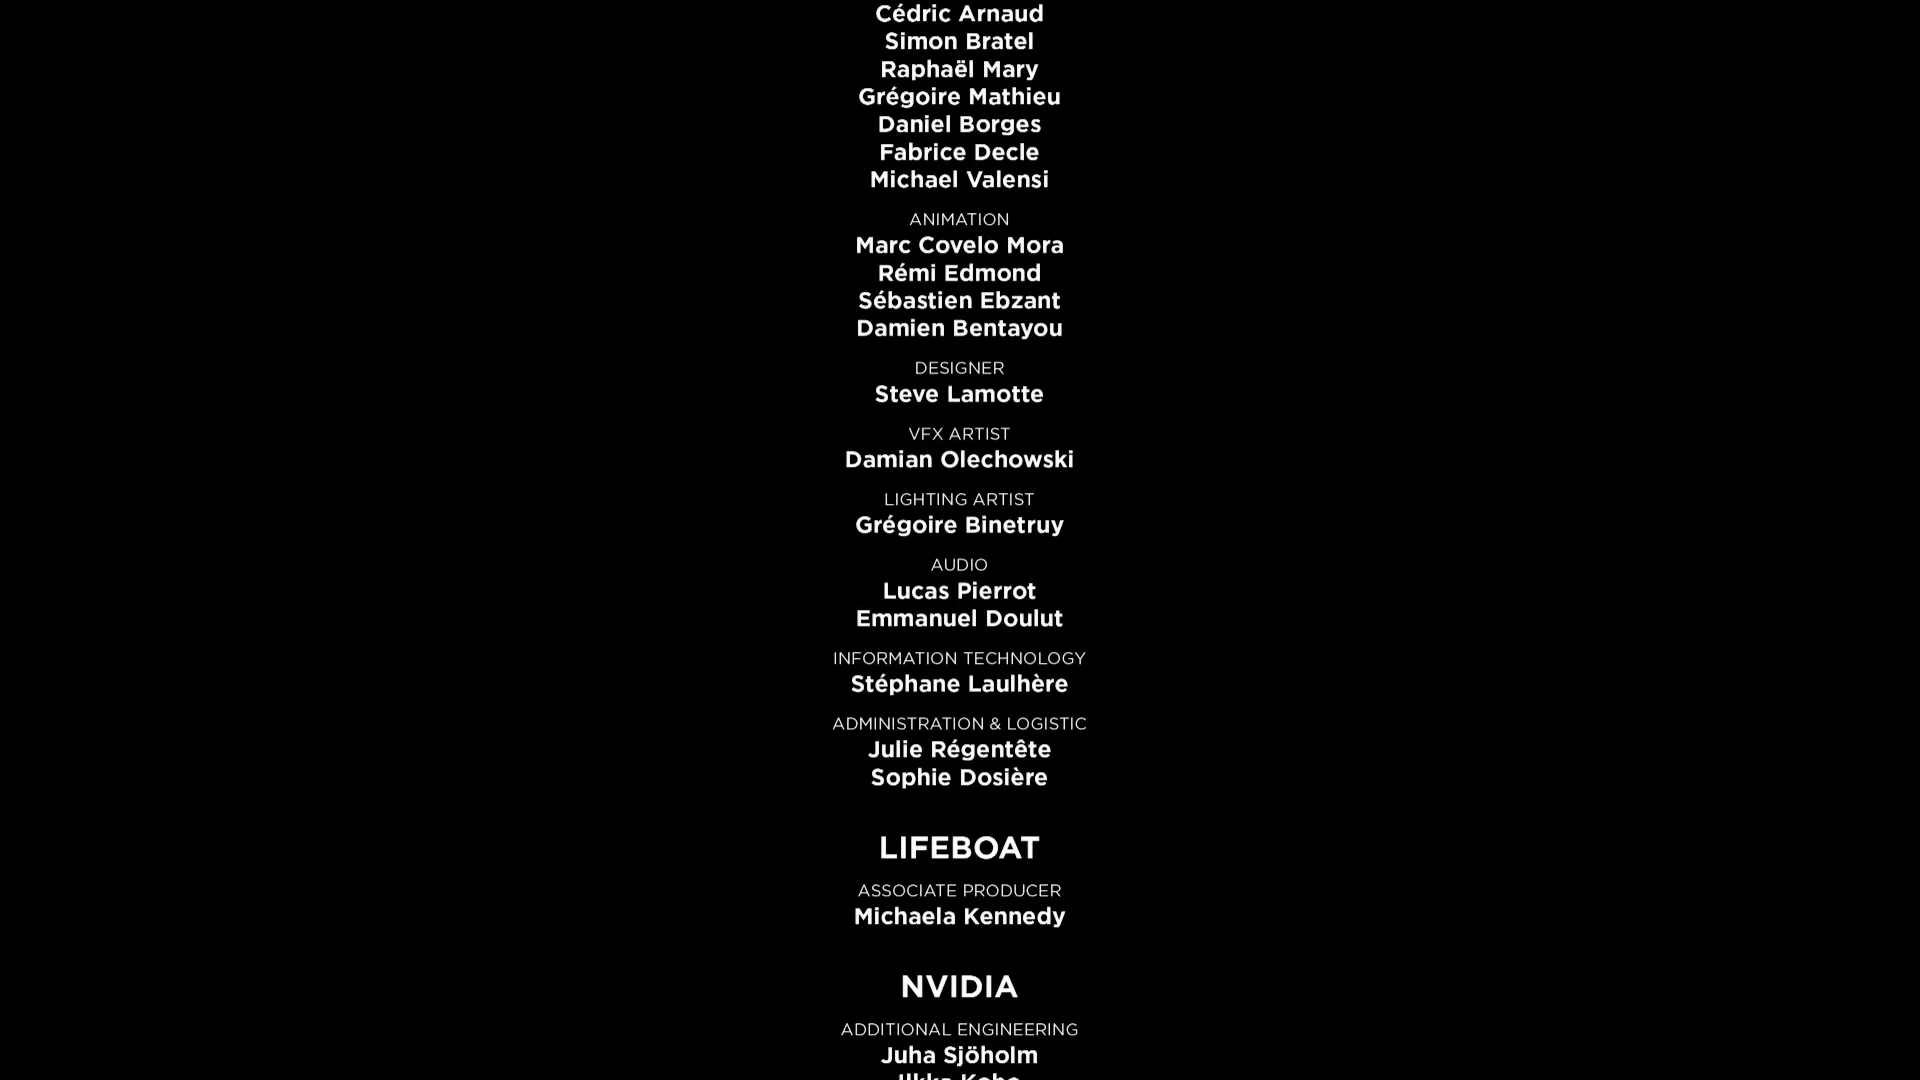 Cédric Arnaud
Simon Bratel
Raphaël Mary
Grégoire Mathieu
Daniel Borges
Fabrice Decle
Michael Valensi
ANIMATION
Marc Covelo Mora
Rémi Edmond
Sébastien Ebzant
Damien Bentayou
DESIGNER
Steve Lamotte
VFX ARTIST
Damian Olechowski
LIGHTING ARTIST
Grégoire Binetruy
AUDIO
Lucas Pierrot
Emmanuel Doulut
INFORMATION TECHNOLOGY
Stéphane Laulhère
ADMINISTRATION & LOGISTIC
Julie Régentête
Sophie Dosière
LIFEBOAT
ASSOCIATE PRODUCER
Michaela Kennedy
NVIDIA
ADDITIONAL ENGINEERING
Juha Sjöholm